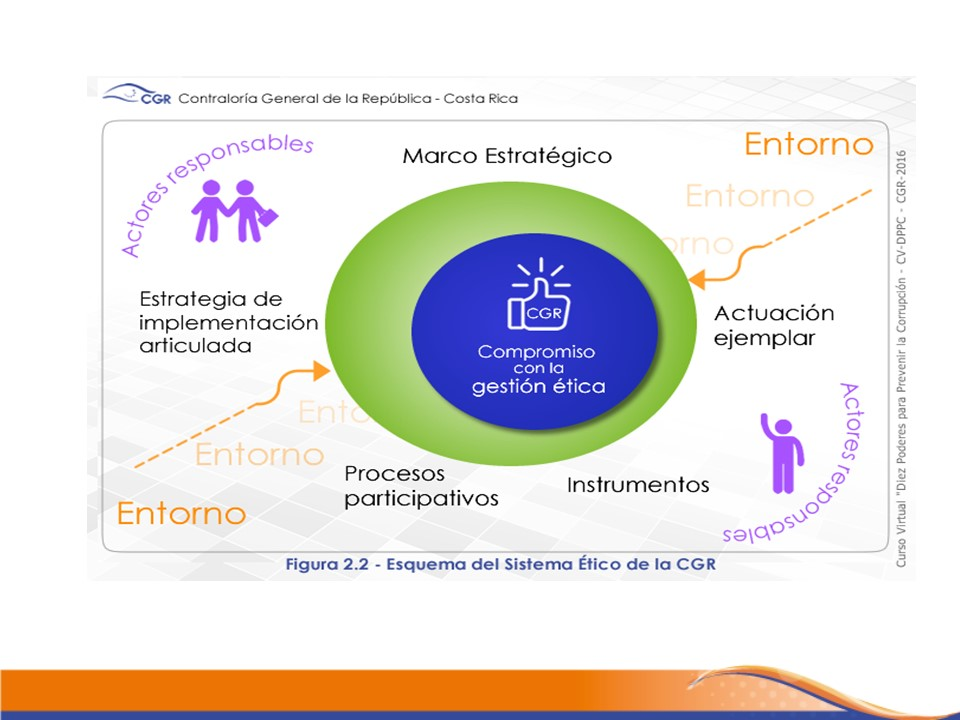 CGR Contraloría General de la República - Costa Rica
Actores responsables
Marco Estratégico
Entorno
Entorno
orno
Estrategia de
implementación
articulada
CGR
Compromiso
con la
gestión ética
Actuación
ejemplar
Ento
Entorno
Entorno
Procesos
participativos
Instrumentos
Actores responsables
Figura 2.2 - Esquema del Sistema Ético de la CGR
Curso Virtual "Diez Poderes para Prevenir la Corrupción - CV-DPPC - CGR-2016